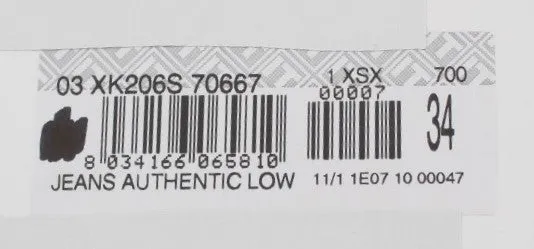 03 XK206S 70667 1 XSX 700
00007
34
8 034166 065810
JEANS AUTHENTIC LOW 11/1 1E07 10 00047